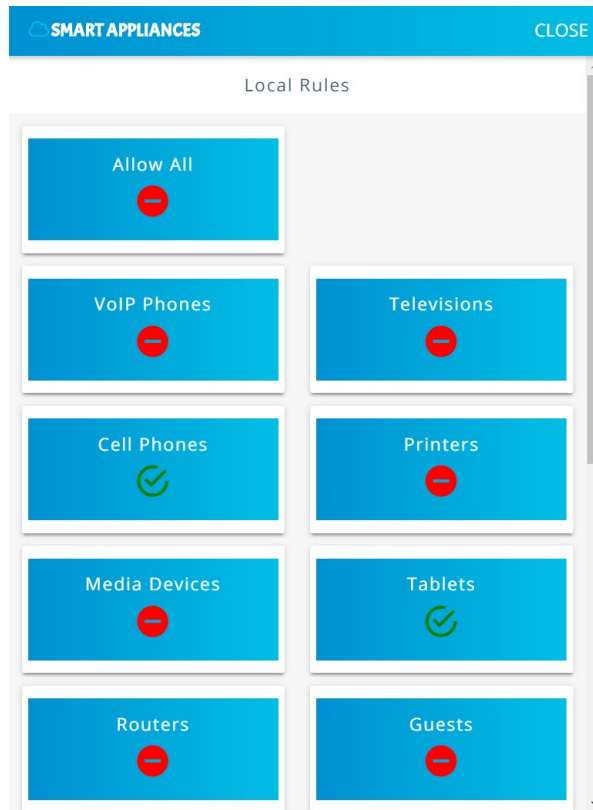 SMART APPLIANCES CLOSE
Local Rules
Allow All
VoIP Phones Televisions
Cell Phones Printers
Media Devices Tablets
Routers Guests